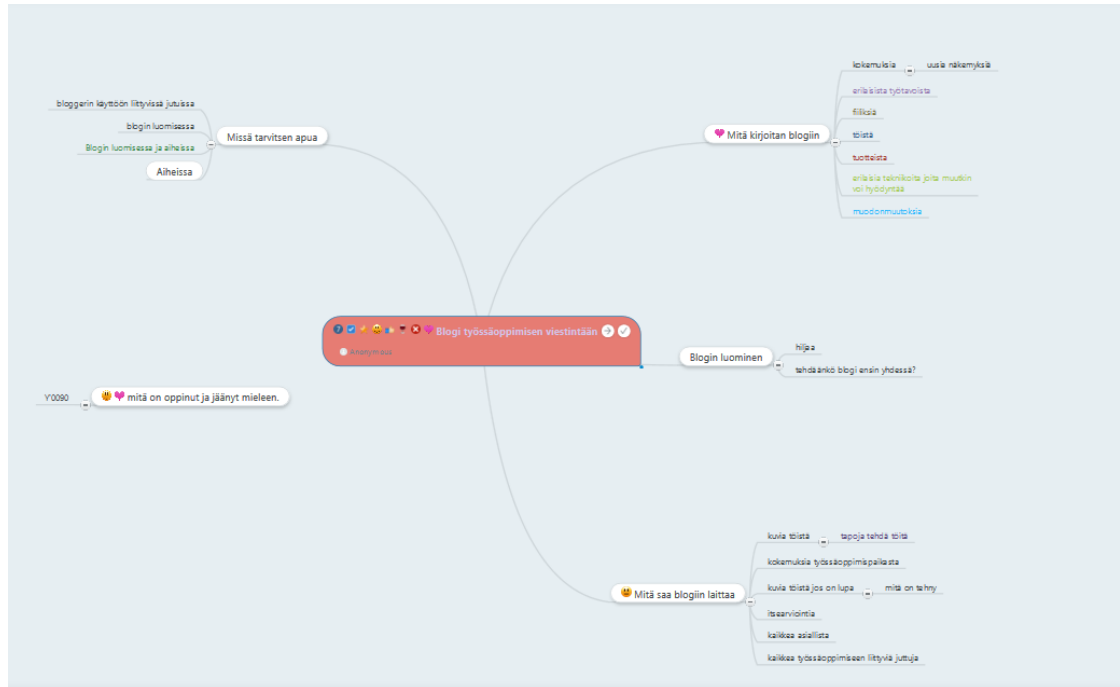 Blogi työssäoppimisen viestintään
Anonymous
Missä tarvitsen apua
bloggerin käyttöön liittyvissä jutuissa
blogin luomisessa
Blogin luomisessa ja aiheissa
Aiheissa
mitä on oppinut ja jäänyt mieleen.
Y'0090
Mitä kirjoitan blogiin
kokemuksia
uusia näkemyksiä
erilaisista työtavoista
fiiliksiä
töistä
tuotteista
erilaisia tekniikoita joita muutkin
voi hyödyntää
muodonmuutoksia
Blogin luominen
hiljaa
tehdäänkö blogi ensin yhdessä?
Mitä saa blogiin laittaa
kuvia töistä
tapoja tehdä töitä
kokemuksia työssäoppimispaikasta
kuvia töistä jos on lupa
mitä on tehny
itsearviointia
kaikkea asiallista
kaikkea työssäoppimiseen liittyviä juttuja